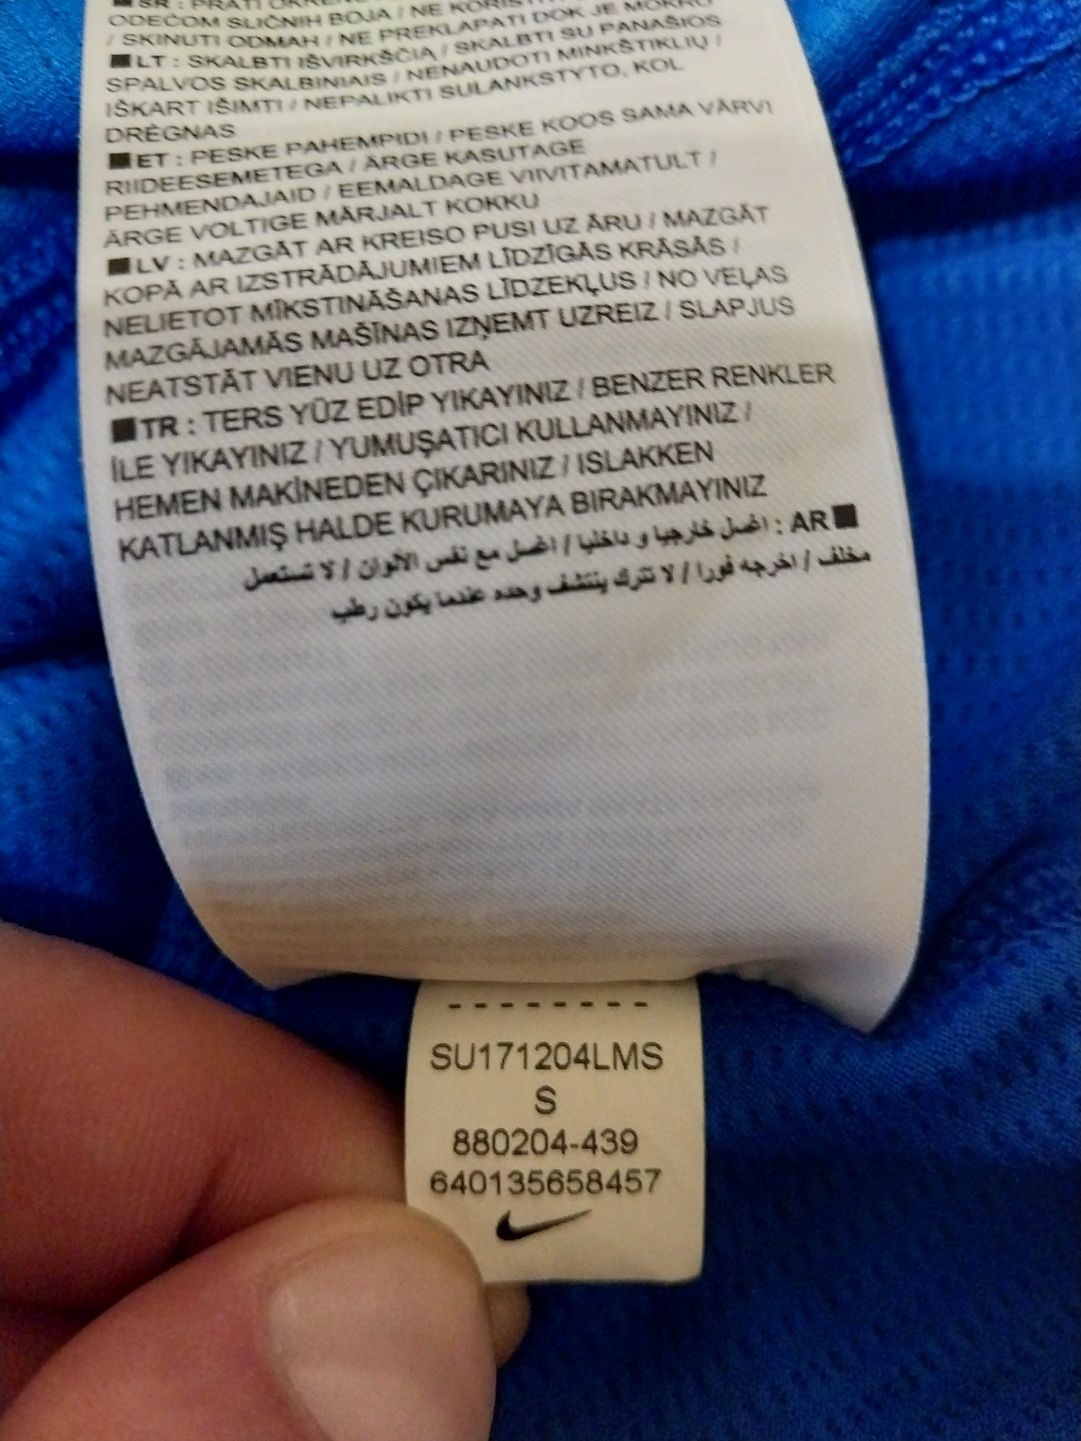 ■ SR : PRATI
ODEĆOM SLIČNIH BOJA / NE
/ SKINUTI ODMAH / NE PREKLAPATI DOK JE MOKRO
■ LT : SKALBTI IŠVIRKŠČIĄ / SKALBTI SU PANAŠIOS
SPALVOS SKALBINIAIS / NENAUDOTI MINKŠTIKLIŲ /
IŠKART IŠIMTI / NEPALIKTI SULANKSTYTO, KOL
DRĖGNAS
■ ET : PESKE PAHEMPIDI / PESKE KOOS SAMA VÄRVI
RIIDEESEMETEGA / ÄRGE KASUTAGE
PEHMENDAJAID / EEMALDAGE VIIVITAMATULT /
ÄRGE VOLTIGE MÄRJALT KOKKU
■ LV : MAZGĀT AR KREISO PUSI UZ ĀRU / MAZGĀT
KOPĀ AR IZSTRĀDĀJUMIEM LĪDZĪGĀS KRĀSĀS /
NELIETOT MĪKSTINĀŠANAS LĪDZEKĻUS / NO VEĻAS
MAZGĀJAMĀS MAŠĪNAS IZŅEMT UZREIZ / SLAPJUS
NEATSTĀT VIENU UZ OTRA
■ TR : TERS YÜZ EDİP YIKAYINIZ / BENZER RENKLER
İLE YIKAYINIZ / YUMUŞATICI KULLANMAYINIZ /
HEMEN MAKİNEDEN ÇIKARINIZ / ISLAKKEN
KATLANMIŞ HALDE KURUMAYA BIRAKMAYINIZ
■ AR : اغسل خارجيا و داخليا / اغسل مع نفس الألوان / لا تستعمل
مخلف / اخرجه فورا / لا تترك ينتشف وحده عندما يكون رطب
SU171204LMS
S
880204-439
640135658457